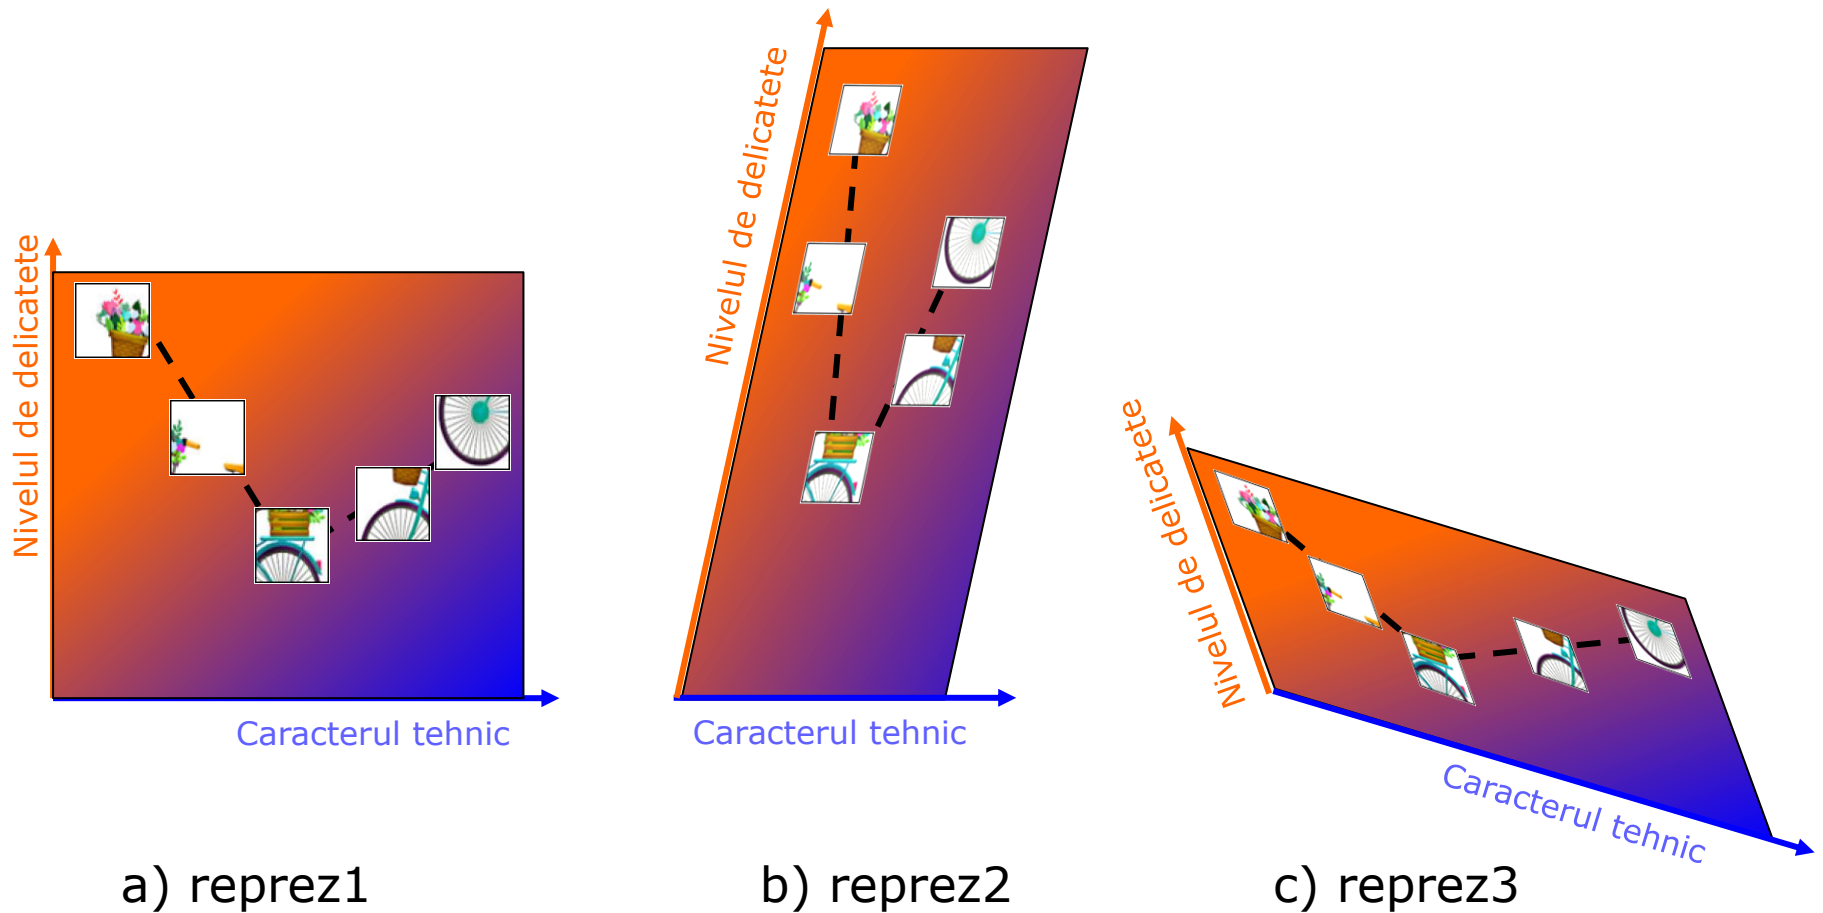 Nivelul de delicatete
Caracterul tehnic
a) reprez1
Nivelul de delicatete
Caracterul tehnic
b) reprez2
Nivelul de delicatete
Caracterul tehnic
c) reprez3